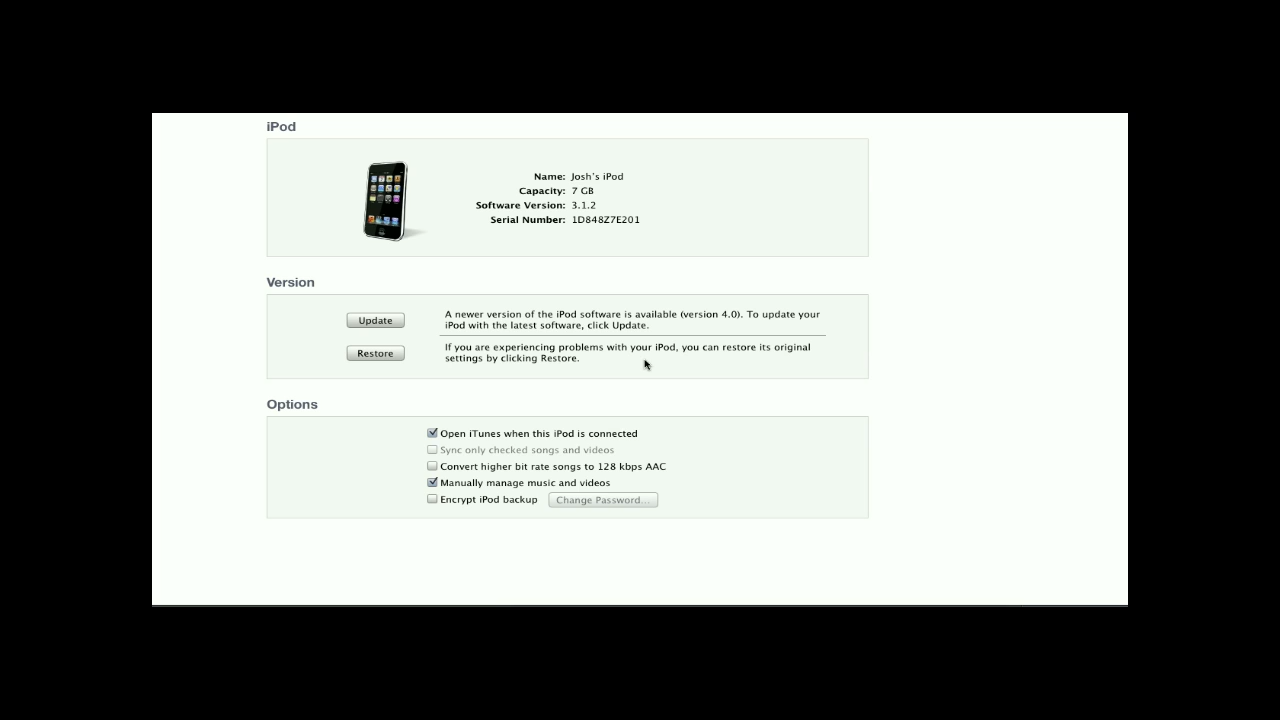 iPod
Name: Josh's iPod
Capacity: 7 GB
Software Version: 3.1.2
Serial Number: 1D848Z7E201
Version
Update
A newer version of the iPod software is available (version 4.0). To update your
iPod with the latest software, click Update.
Restore
If you are experiencing problems with your iPod, you can restore its original
settings by clicking Restore.
Options
Open iTunes when this iPod is connected
Sync only checked songs and videos
Convert higher bit rate songs to 128 kbps AAC
Manually manage music and videos
Encrypt iPod backup Change Password...